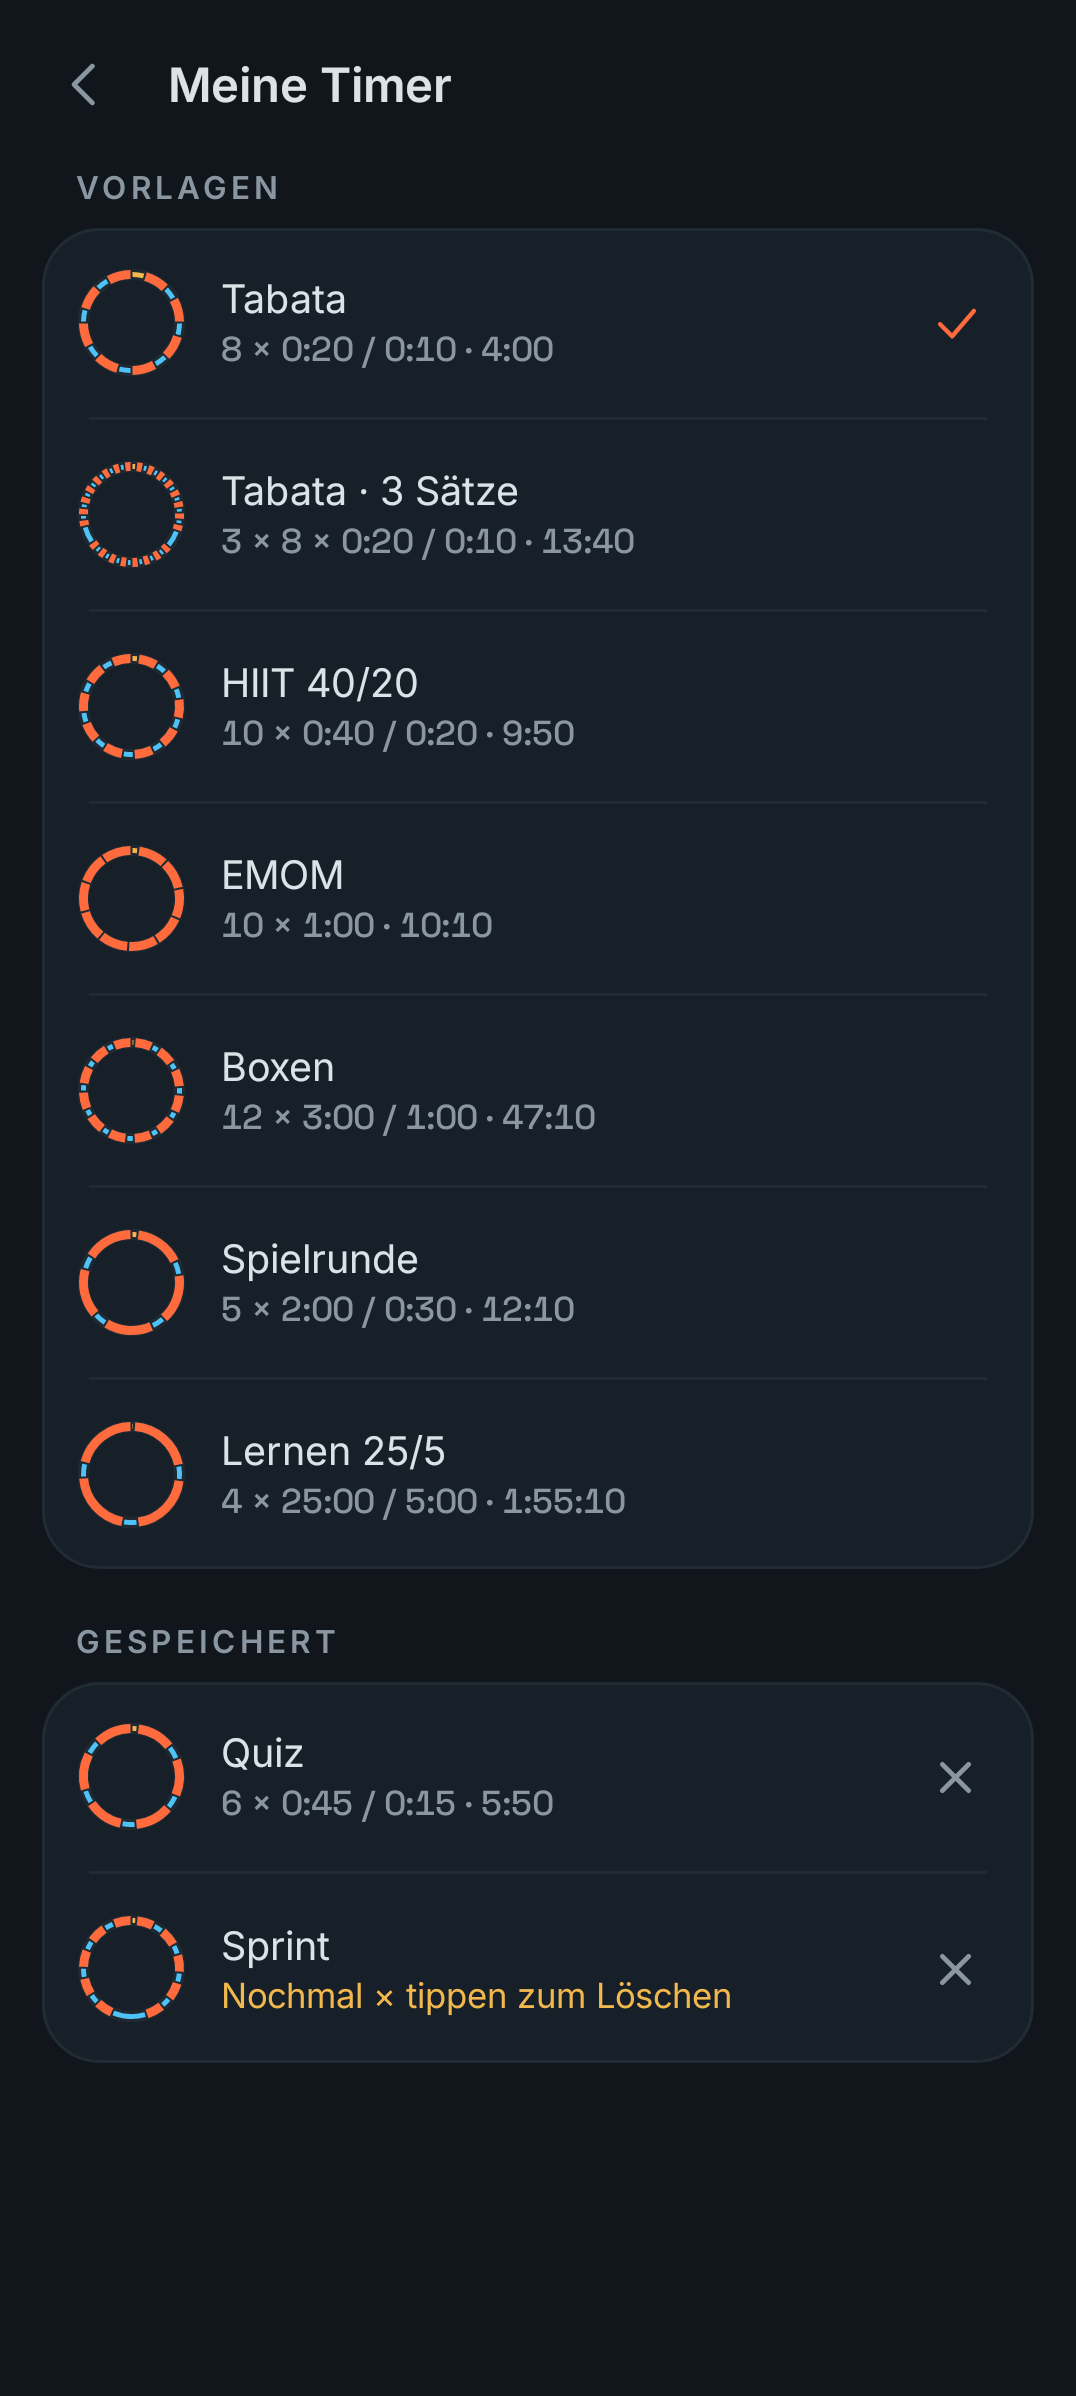 Meine Timer
VORLAGEN
Tabata
8 × 0:20 / 0:10 · 4:00
Tabata · 3 Sätze
3 × 8 × 0:20 / 0:10 · 13:40
HIIT 40/20
10 × 0:40 / 0:20 · 9:50
EMOM
10 × 1:00 · 10:10
Boxen
12 × 3:00 / 1:00 · 47:10
Spielrunde
5 × 2:00 / 0:30 · 12:10
Lernen 25/5
4 × 25:00 / 5:00 · 1:55:10
GESPEICHERT
Quiz
6 × 0:45 / 0:15 · 5:50
Sprint
Nochmal × tippen zum Löschen